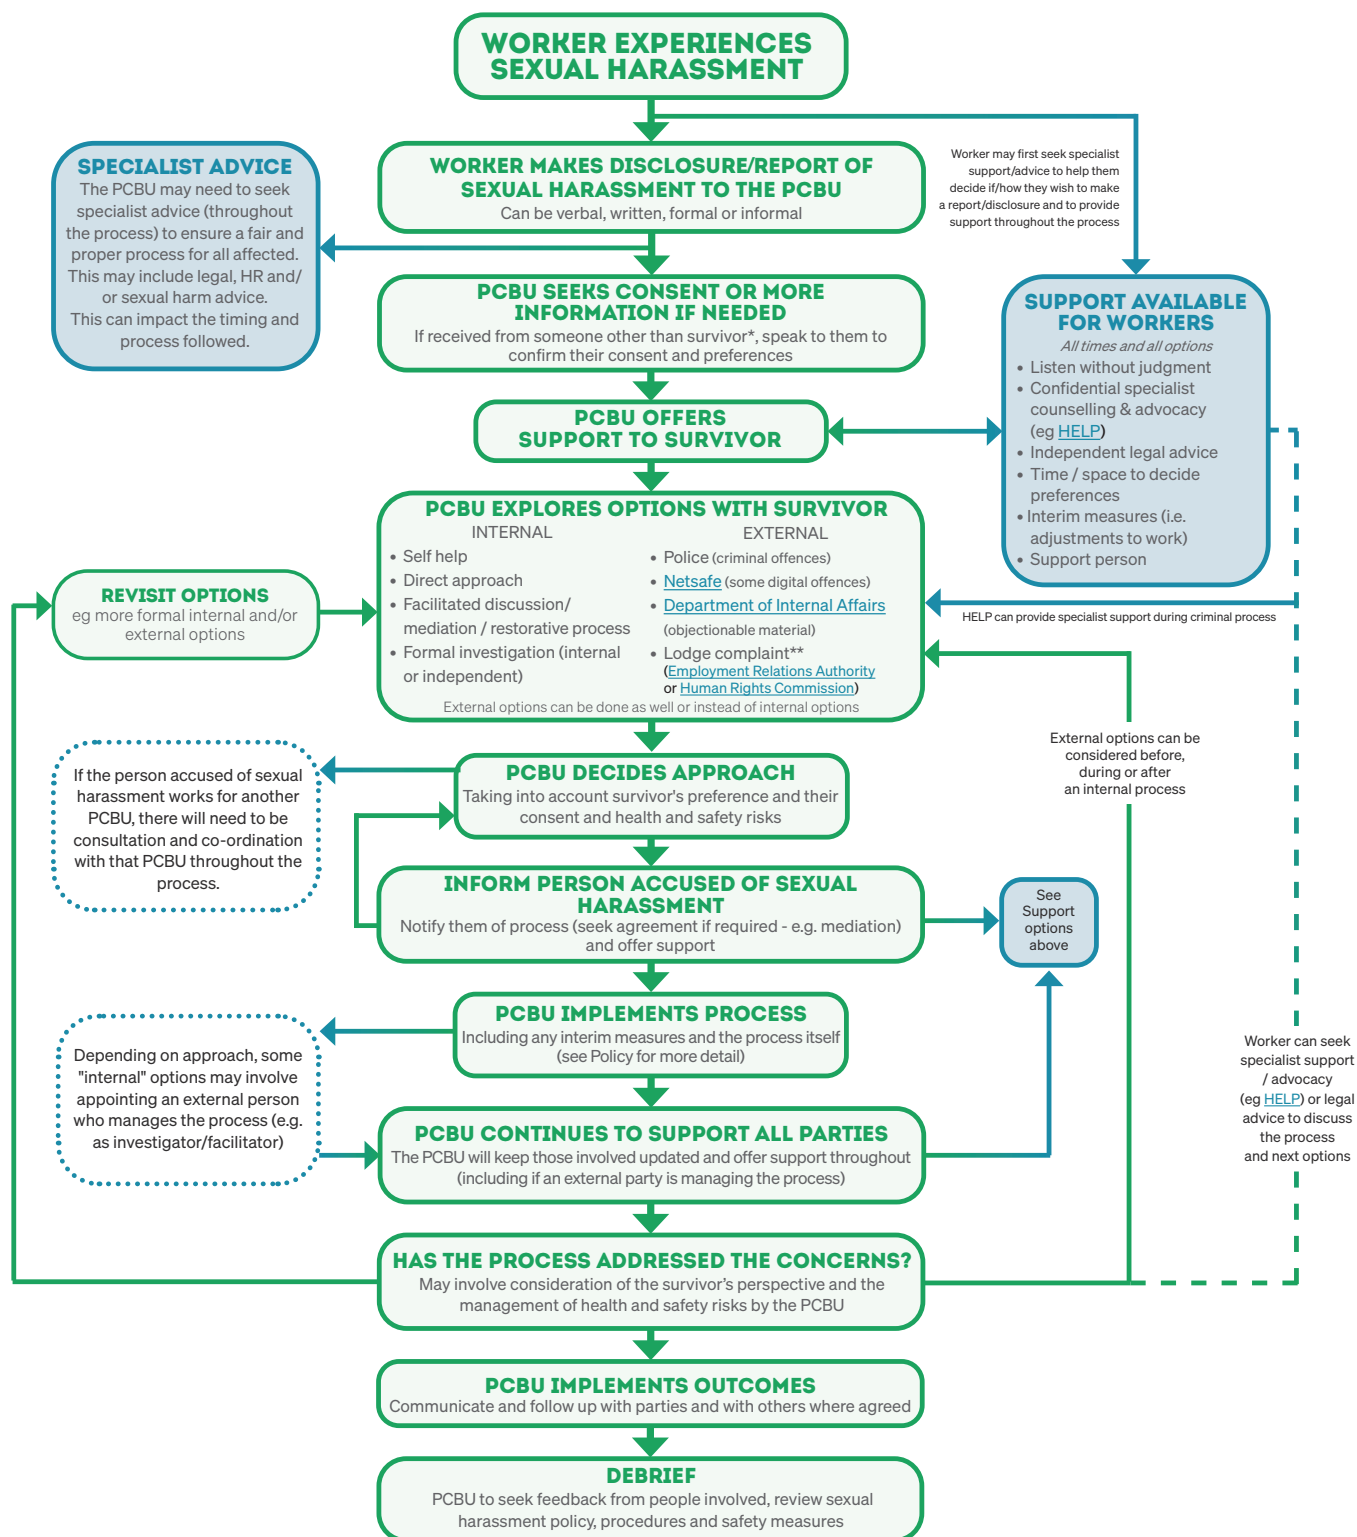 WORKER EXPERIENCES
SEXUAL HARASSMENT
WORKER MAKES DISCLOSURE/REPORT OF
SEXUAL HARASSMENT TO THE PCBU
Can be verbal, written, formal or informal
Worker may first seek specialist
support/advice to help them
decide if/how they wish to make
a report/disclosure and to provide
support throughout the process
SPECIALIST ADVICE
The PCBU may need to seek
specialist advice (throughout
the process) to ensure a fair and
proper process for all affected.
This may include legal, HR and/
or sexual harm advice.
This can impact the timing and
process followed.
PCBU SEEKS CONSENT OR MORE
INFORMATION IF NEEDED
If received from someone other than survivor*, speak to them to
confirm their consent and preferences
SUPPORT AVAILABLE
FOR WORKERS
All times and all options
• Listen without judgment
• Confidential specialist
counselling & advocacy
(eg HELP)
• Independent legal advice
• Time / space to decide
preferences
• Interim measures (i.e.
adjustments to work)
• Support person
PCBU OFFERS
SUPPORT TO SURVIVOR
PCBU EXPLORES OPTIONS WITH SURVIVOR
INTERNAL
• Self help
• Direct approach
• Facilitated discussion/
mediation / restorative process
• Formal investigation (internal
or independent)
EXTERNAL
• Police (criminal offences)
• Netsafe (some digital offences)
• Department of Internal Affairs
(objectionable material)
• Lodge complaint**
(Employment Relations Authority
or Human Rights Commission)
External options can be done as well or instead of internal options
REVISIT OPTIONS
eg more formal internal and/or
external options
HELP can provide specialist support during criminal process
External options can be
considered before,
during or after
an internal process
PCBU DECIDES APPROACH
Taking into account survivor's preference and their
consent and health and safety risks
If the person accused of sexual
harassment works for another
PCBU, there will need to be
consultation and co-ordination
with that PCBU throughout the
process.
INFORM PERSON ACCUSED OF SEXUAL
HARASSMENT
Notify them of process (seek agreement if required - e.g. mediation)
and offer support
See
Support
options
above
PCBU IMPLEMENTS PROCESS
Including any interim measures and the process itself
(see Policy for more detail)
Depending on approach, some
"internal" options may involve
appointing an external person
who manages the process (e.g.
as investigator/facilitator)
Worker can seek
specialist support
/ advocacy
(eg HELP) or legal
advice to discuss
the process
and next options
PCBU CONTINUES TO SUPPORT ALL PARTIES
The PCBU will keep those involved updated and offer support throughout
(including if an external party is managing the process)
HAS THE PROCESS ADDRESSED THE CONCERNS?
May involve consideration of the survivor’s perspective and the
management of health and safety risks by the PCBU
PCBU IMPLEMENTS OUTCOMES
Communicate and follow up with parties and with others where agreed
DEBRIEF
PCBU to seek feedback from people involved, review sexual
harassment policy, procedures and safety measures